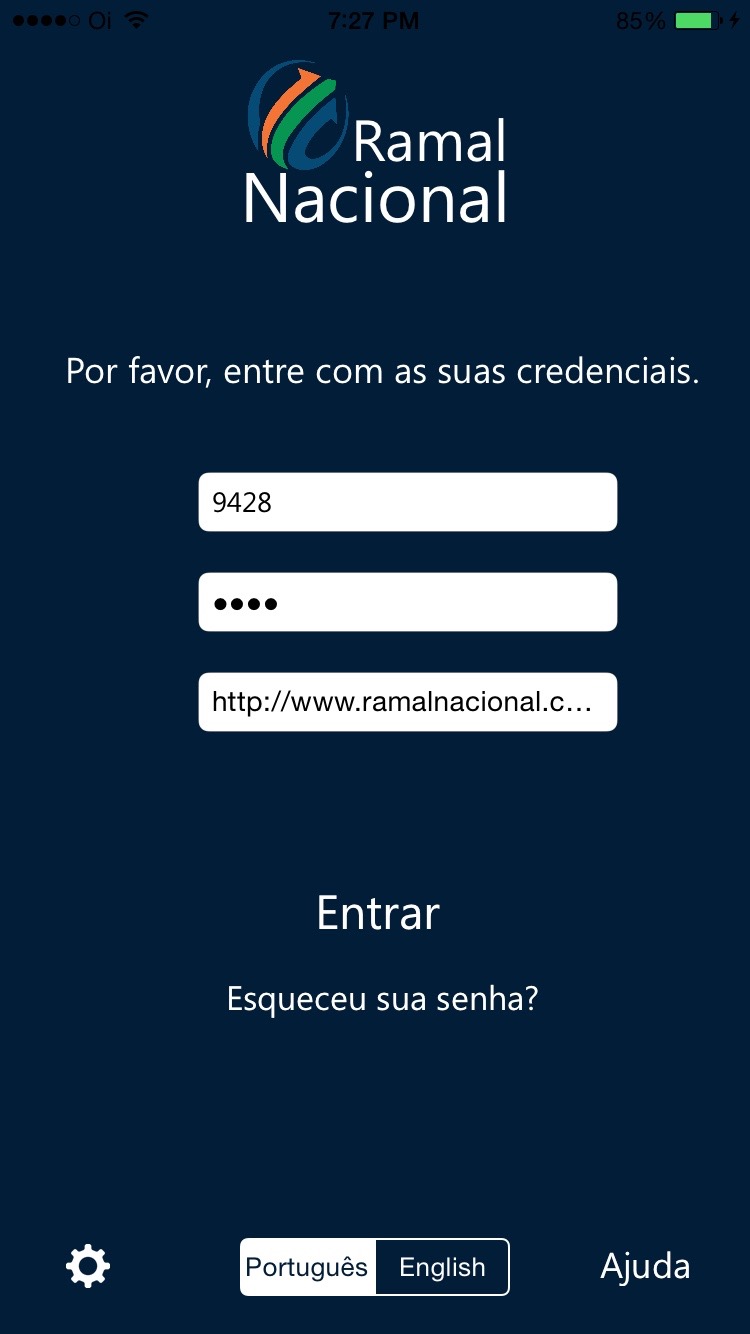 Oi 7:27 PM 85%
Ramal
Nacional
Por favor, entre com as suas credenciais.
9428
••••
http://www.ramalnacional.c...
Entrar
Esqueceu sua senha?
Português English Ajuda